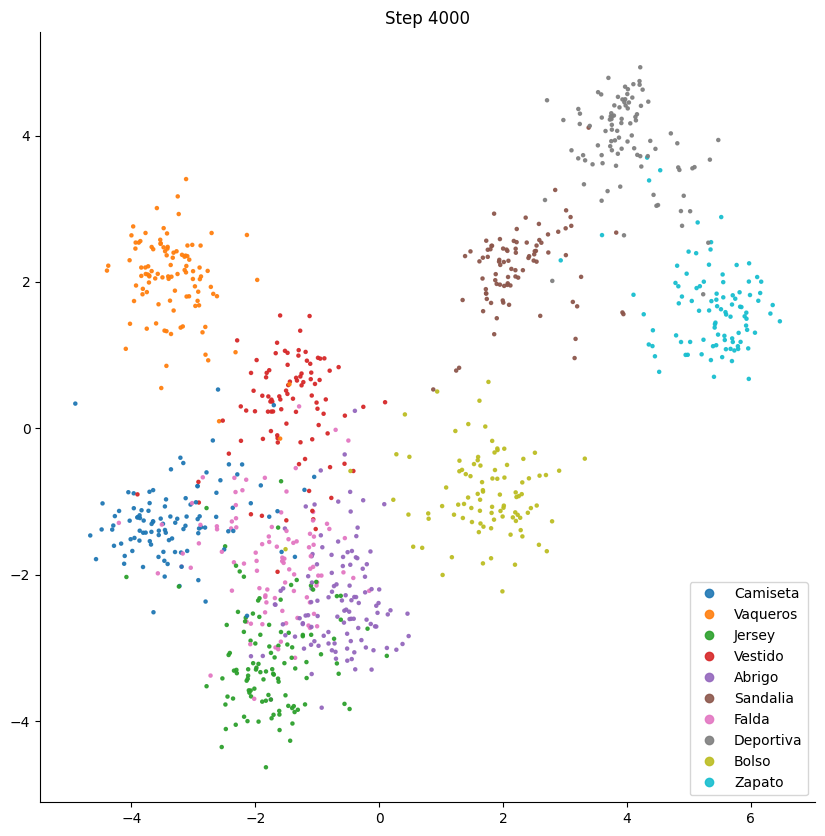 Step 4000
4
2
0
−2
−4
−4
−2
0
2
4
6
Camiseta
Vaqueros
Jersey
Vestido
Abrigo
Sandalia
Falda
Deportiva
Bolso
Zapato